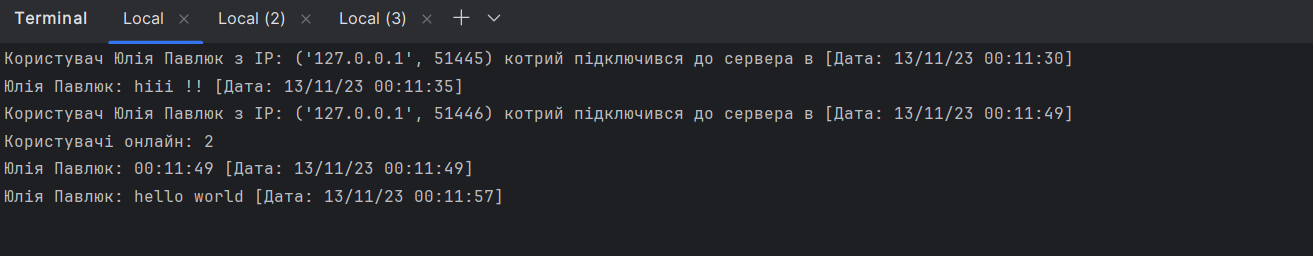 Terminal Local × Local (2) × Local (3) ×
Користувач Юлія Павлюк з IP: ('127.0.0.1', 51445) котрий підключився до сервера в [Дата: 13/11/23 00:11:30]
Юлія Павлюк: hiii !! [Дата: 13/11/23 00:11:35]
Користувач Юлія Павлюк з IP: ('127.0.0.1', 51446) котрий підключився до сервера в [Дата: 13/11/23 00:11:49]
Користувачі онлайн: 2
Юлія Павлюк: 00:11:49 [Дата: 13/11/23 00:11:49]
Юлія Павлюк: hello world [Дата: 13/11/23 00:11:57]